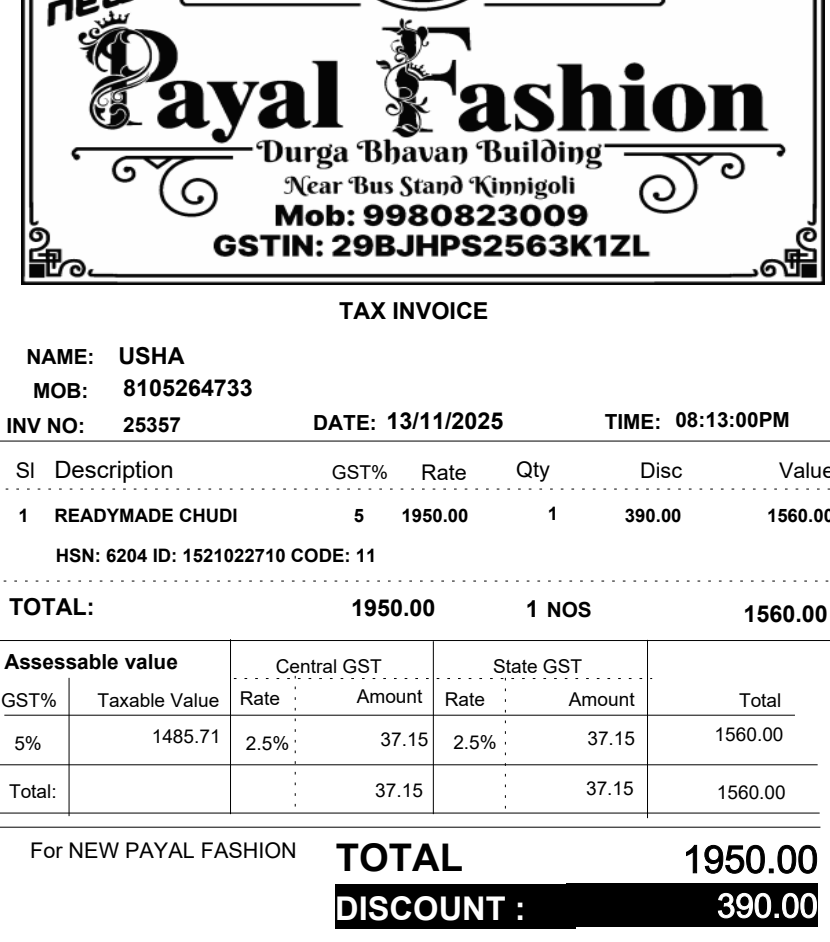 new
Payal Fashion
Durga Bhavan Building
Near Bus Stand Kinnigoli
Mob: 9980823009
GSTIN: 29BJHPS2563K1ZL
TAX INVOICE
NAME: USHA
MOB: 8105264733
INV NO: 25357 DATE: 13/11/2025 TIME: 08:13:00PM
Sl Description GST% Rate Qty Disc Value
1 READYMADE CHUDI 5 1950.00 1 390.00 1560.00
HSN: 6204 ID: 1521022710 CODE: 11
TOTAL: 1950.00 1 NOS 1560.00
Assessable value Central GST State GST
GST% Taxable Value Rate Amount Rate Amount Total
5% 1485.71 2.5% 37.15 2.5% 37.15 1560.00
Total: 37.15 37.15 1560.00
For NEW PAYAL FASHION TOTAL 1950.00
DISCOUNT : 390.00